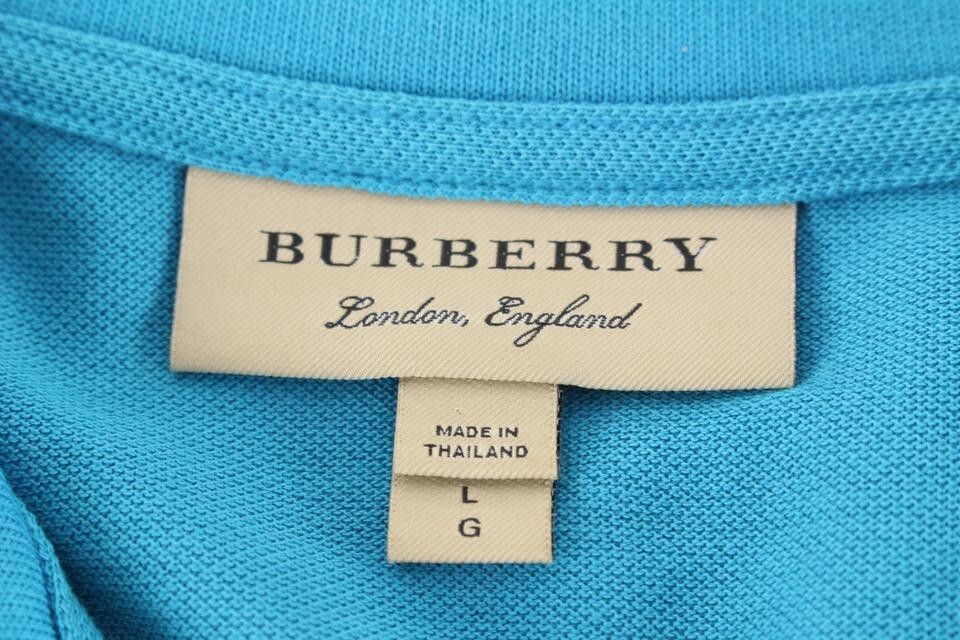 BURBERRY
London, England
MADE IN
THAILAND
L
G